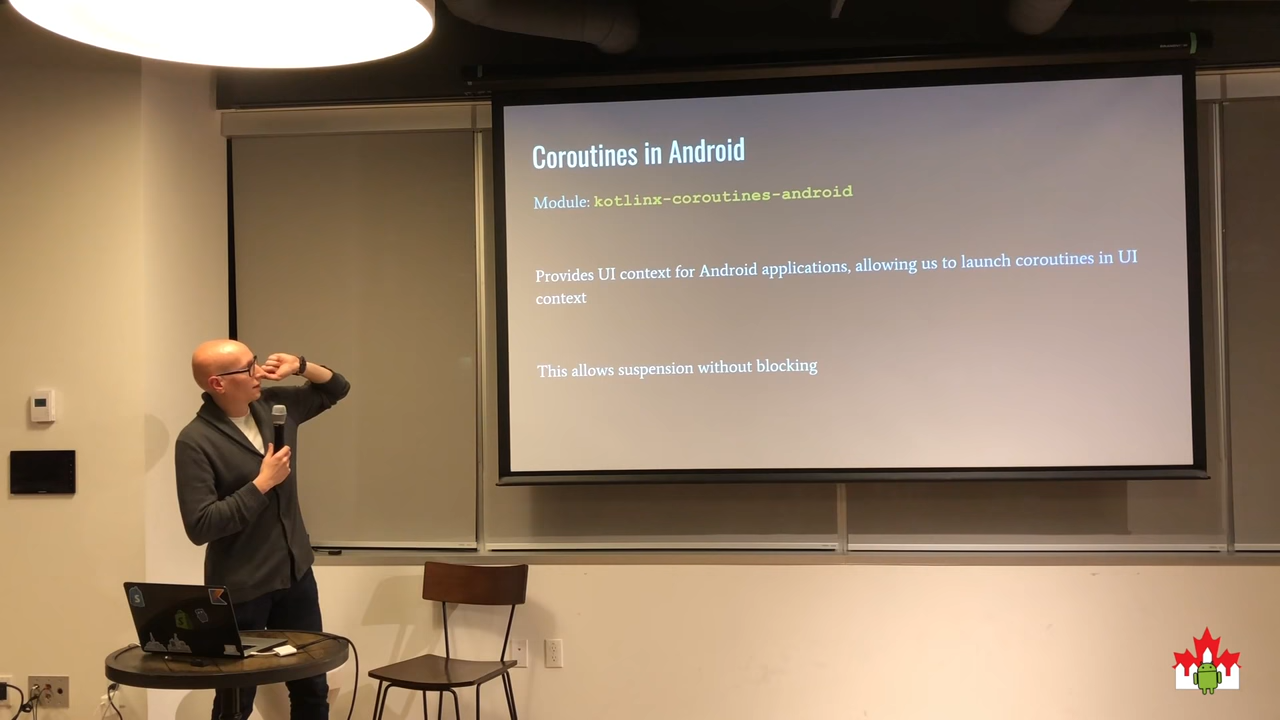 Coroutines in Android
Module: kotlinx-coroutines-android
Provides UI context for Android applications, allowing us to launch coroutines in UI
context
This allows suspension without blocking